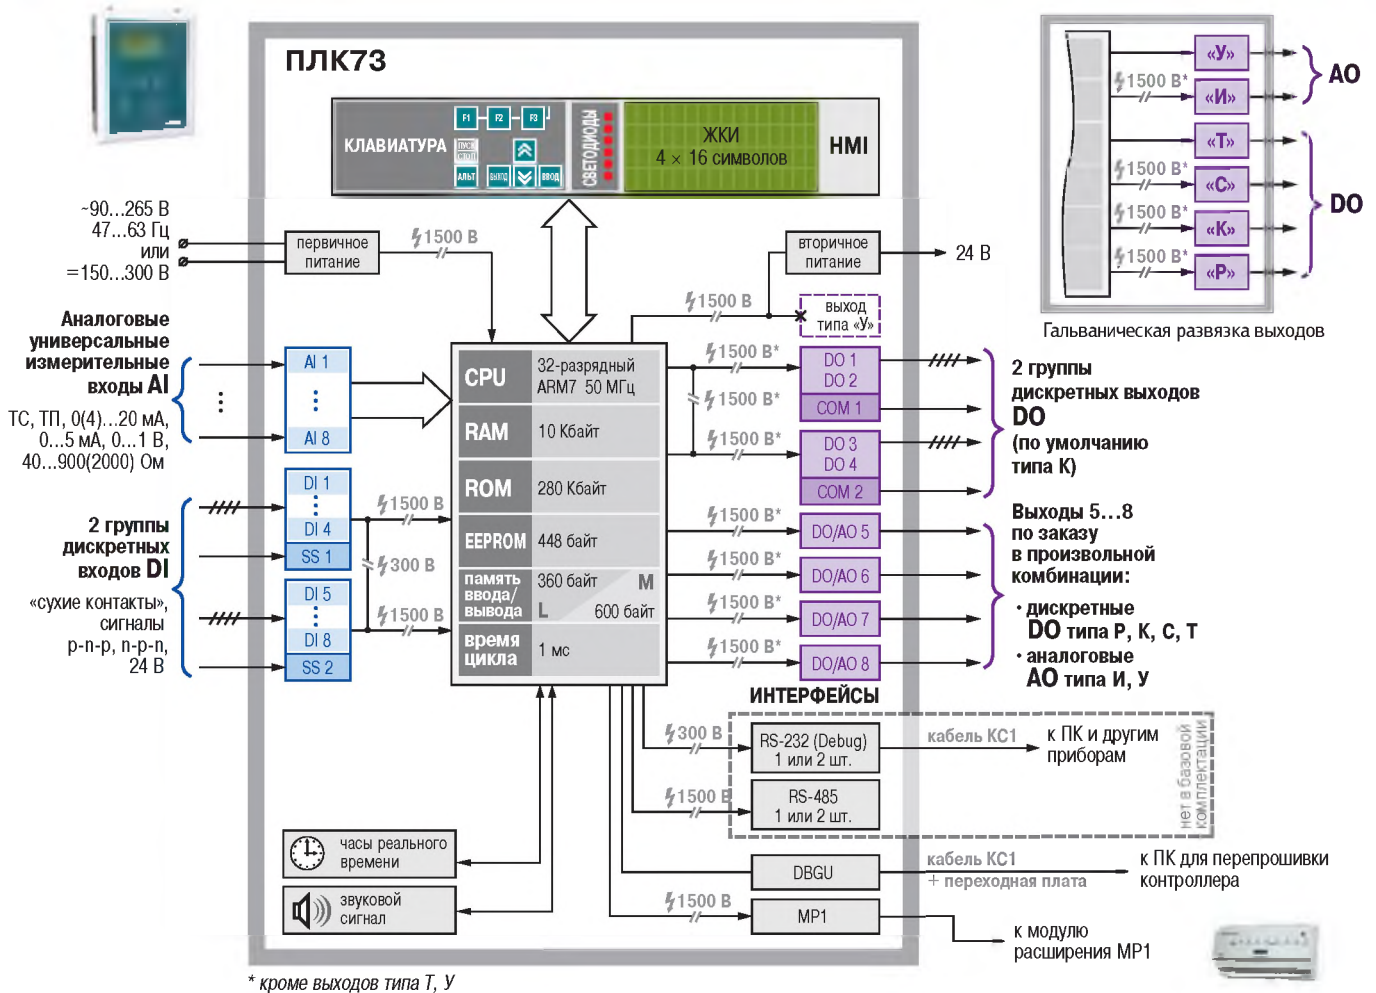 ПЛК73
КЛАВИАТУРА
F1 F2 F3
ПУСК
СТОП
АЛЬТ ВЫХОД ВВОД
СВЕТОДИОДЫ
ЖКИ
4 × 16 символов
HMI
~90...265 В
47...63 Гц
или
=150...300 В
первичное
питание
1500 В
вторичное
питание
24 В
1500 В
выход
типа «У»
Аналоговые
универсальные
измерительные
входы AI
ТС, ТП, 0(4)...20 мА,
0...5 мА, 0...1 В,
40...900(2000) Ом
AI 1
AI 8
2 группы
дискретных
входов DI
«сухие контакты»,
сигналы
p-n-p, n-p-n,
24 В
DI 1
DI 4
SS 1
DI 5
DI 8
SS 2
1500 В
300 В
1500 В
CPU 32-разрядный
ARM7 50 МГц
RAM 10 Кбайт
ROM 280 Кбайт
EEPROM 448 байт
память
ввода/
вывода
360 байт M
L 600 байт
время
цикла
1 мс
1500 В*
1500 В*
1500 В*
1500 В*
1500 В*
1500 В*
1500 В*
DO 1
DO 2
COM 1
DO 3
DO 4
COM 2
DO/AO 5
DO/AO 6
DO/AO 7
DO/AO 8
2 группы
дискретных выходов
DO
(по умолчанию
типа К)
Выходы 5...8
по заказу
в произвольной
комбинации:
· дискретные
DO типа Р, К, С, Т
· аналоговые
АО типа И, У
ИНТЕРФЕЙСЫ
300 В
RS-232 (Debug)
1 или 2 шт.
кабель КС1
к ПК и другим
приборам
1500 В
RS-485
1 или 2 шт.
нет в базовой
комплектации
DBGU
кабель КС1
+ переходная плата
к ПК для перепрошивки
контроллера
1500 В
МР1
к модулю
расширения МР1
часы реального
времени
звуковой
сигнал
* кроме выходов типа Т, У
«У»
1500 В*
«И»
АО
«Т»
1500 В*
«С»
1500 В*
«К»
1500 В*
«Р»
DO
Гальваническая развязка выходов